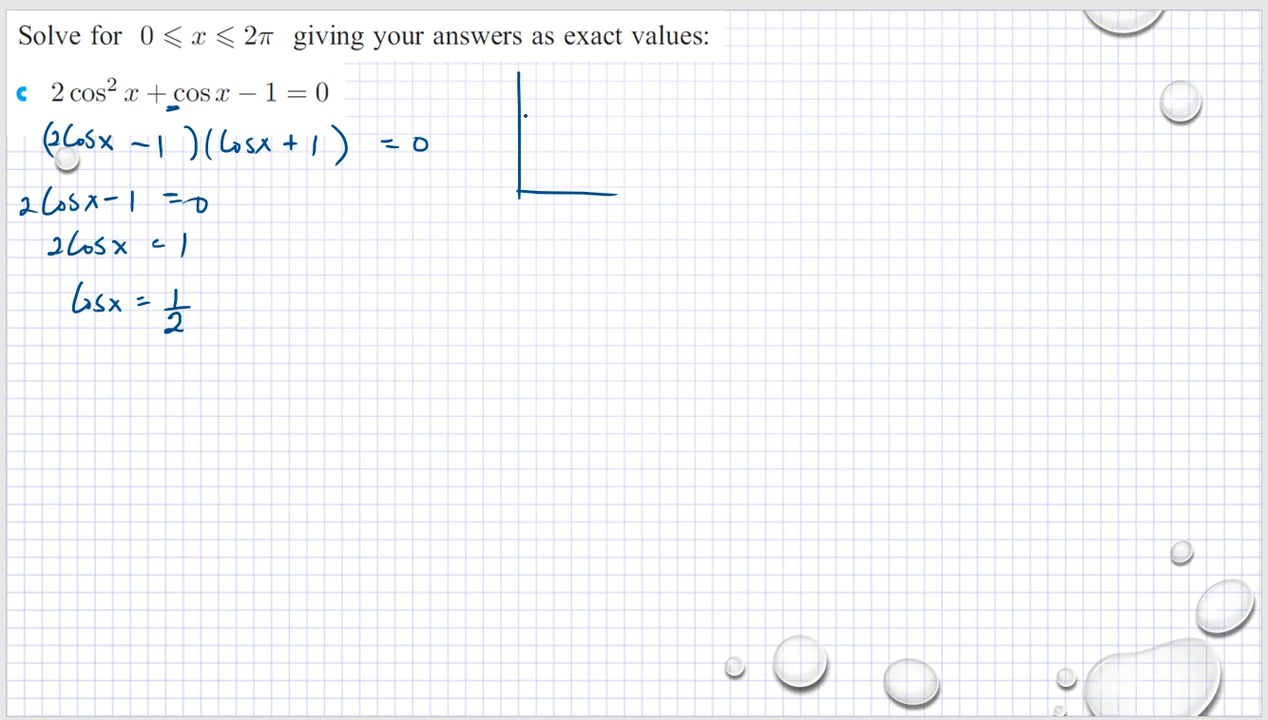 Solve for 0 ⩽ x ⩽ 2π giving your answers as exact values:
c 2 cos² x + cos x − 1 = 0
(2Cosx − 1)(Cosx + 1) = 0
2Cosx − 1 = 0
2Cosx = 1
Cosx = 1/2